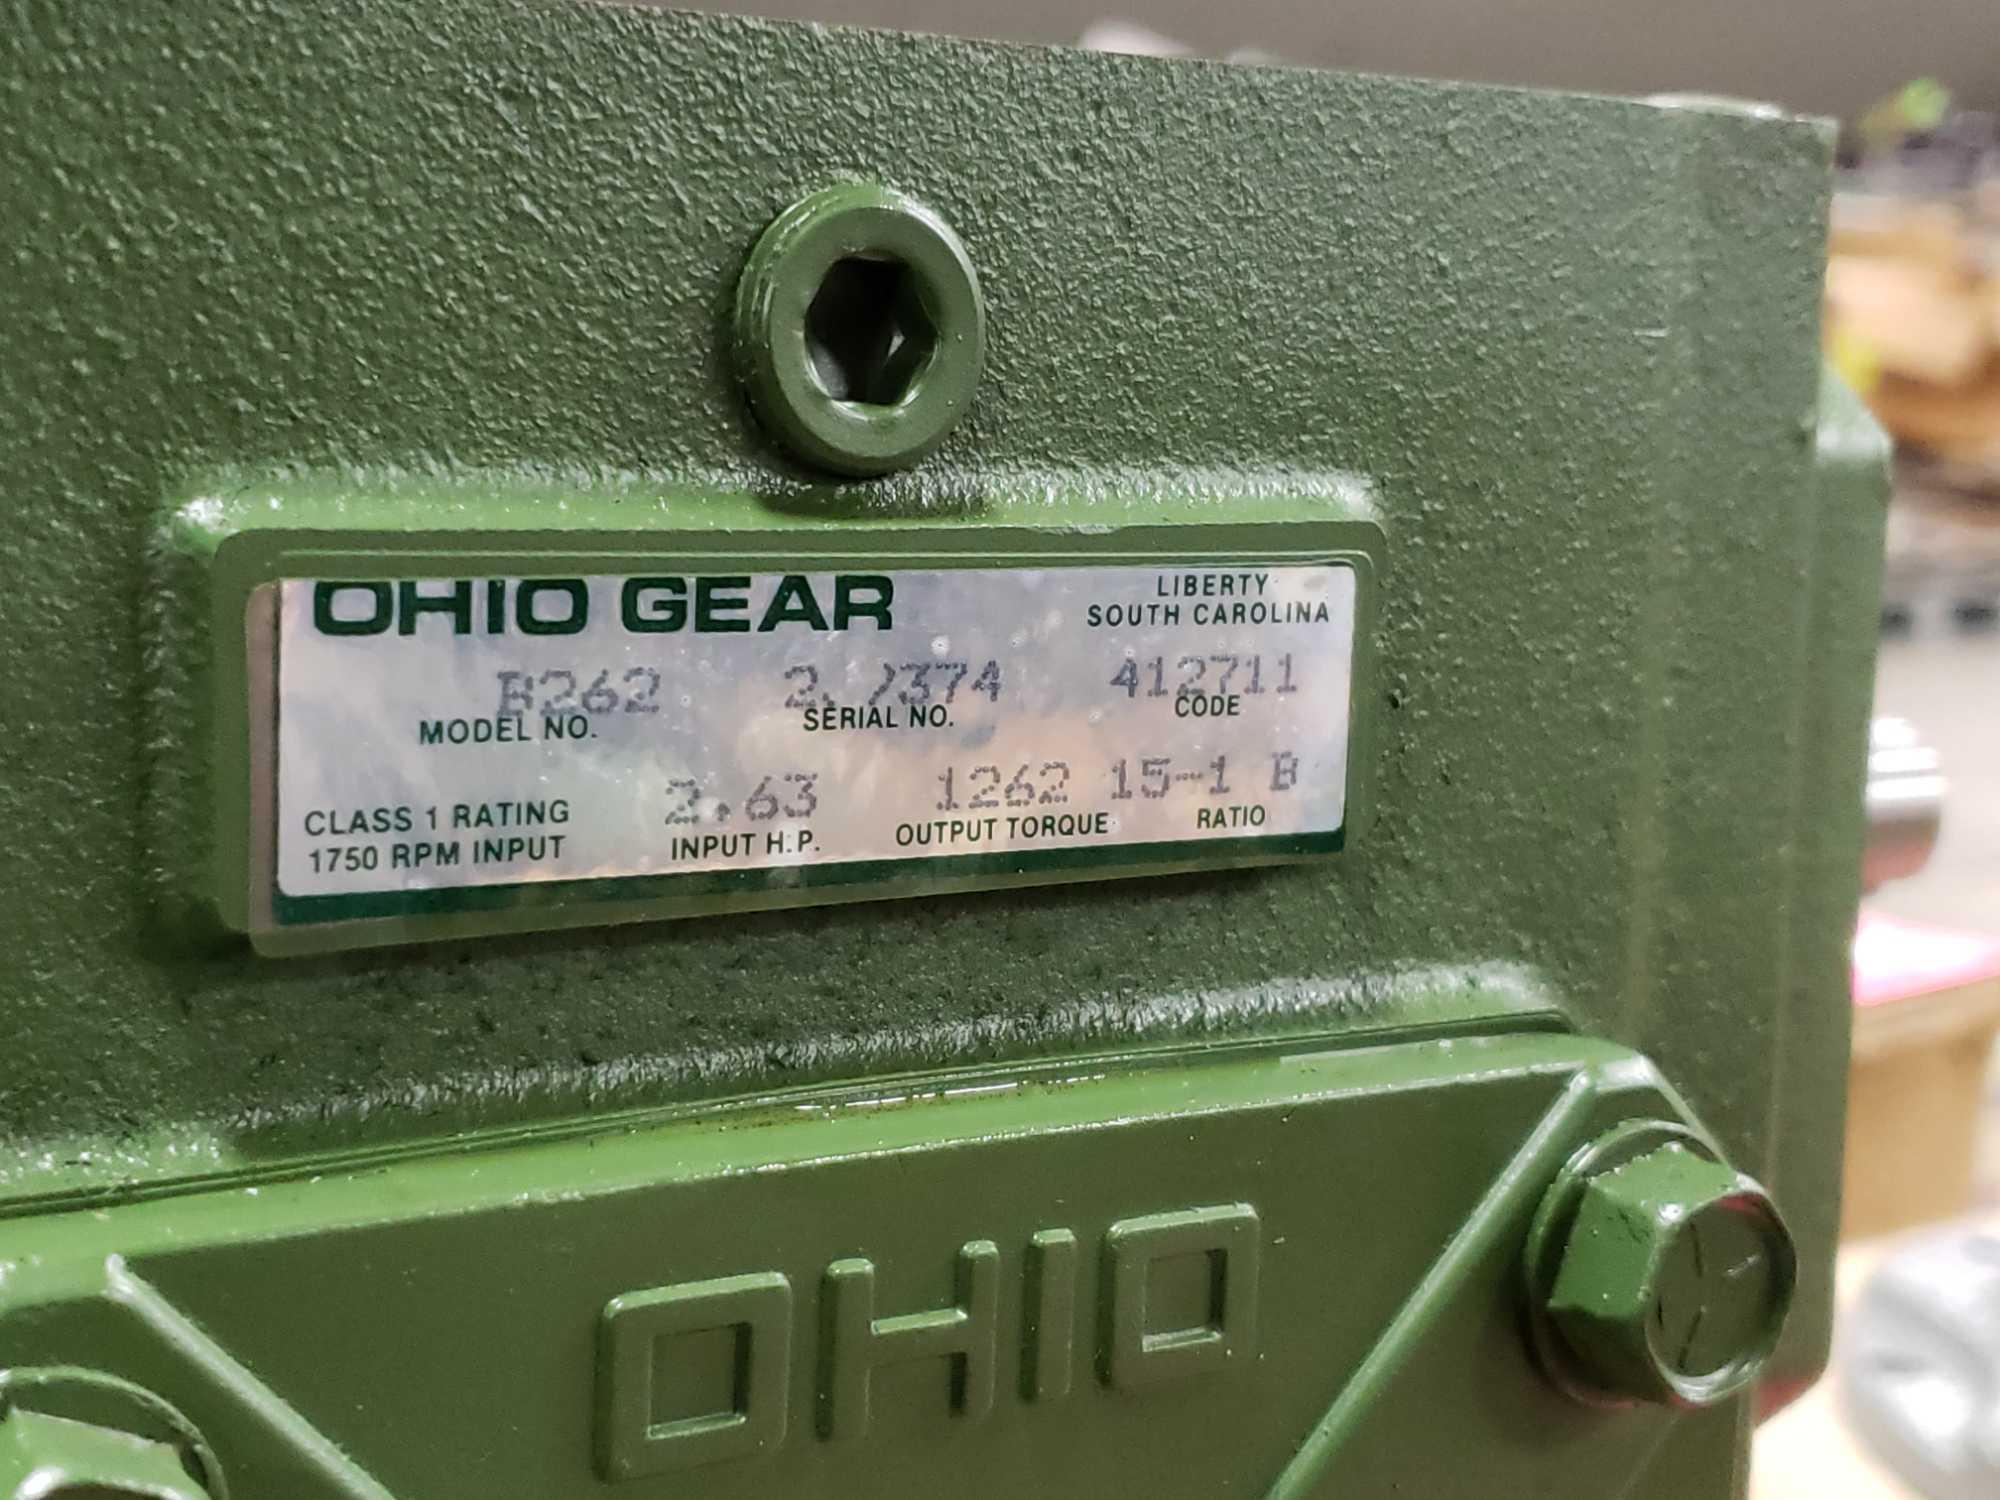 OHIO GEAR
LIBERTY
SOUTH CAROLINA
B262 412711
MODEL NO. SERIAL NO. CODE
2.63 1262 15-1 B
CLASS 1 RATING
1750 RPM INPUT INPUT H.P. OUTPUT TORQUE RATIO
OHIO